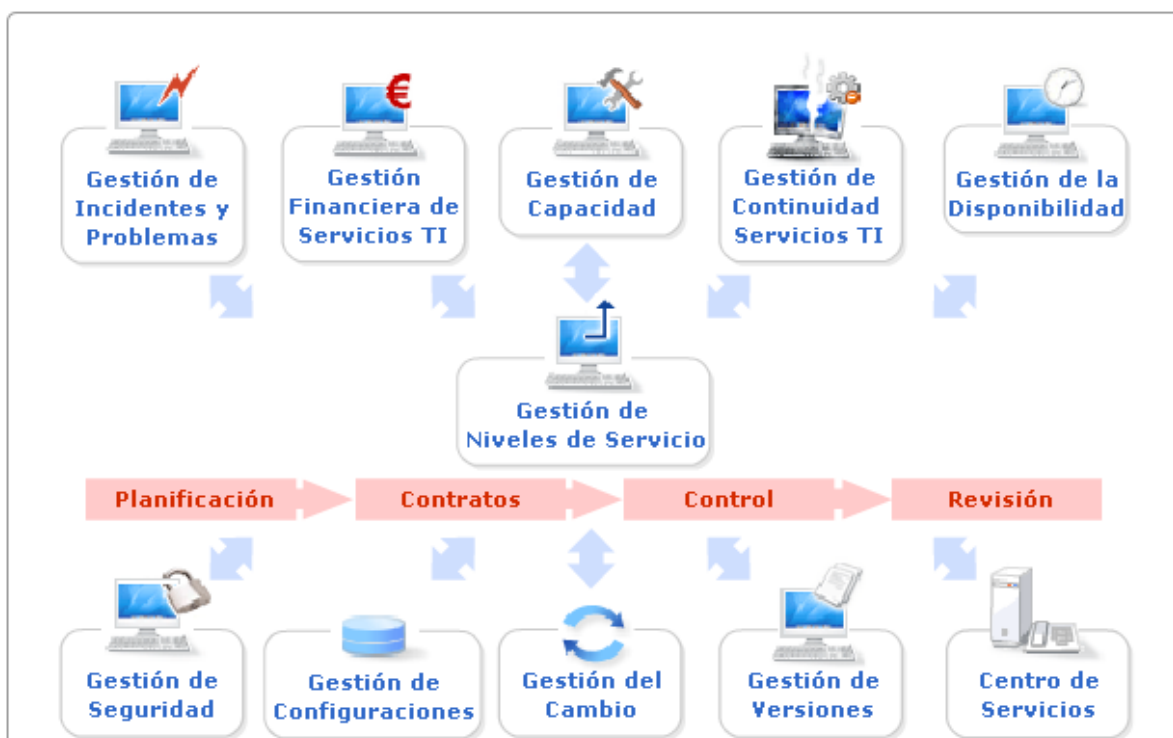 €
Gestión de
Incidentes y
Problemas
Gestión
Financiera de
Servicios TI
Gestión de
Capacidad
Gestión de
Continuidad
Servicios TI
Gestión de la
Disponibilidad
Gestión de
Niveles de Servicio
Planificación
Contratos
Control
Revisión
Gestión de
Seguridad
Gestión de
Configuraciones
Gestión del
Cambio
Gestión de
Versiones
Centro de
Servicios